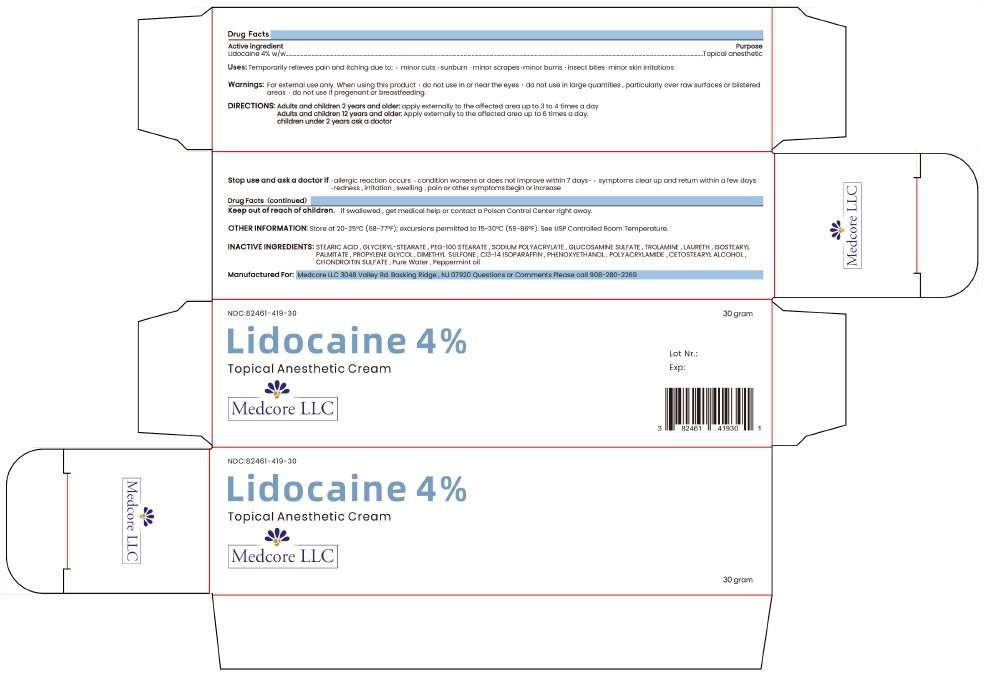 Drug Facts
Active ingredient Purpose
Lidocaine 4% w/w Topical anesthetic
Uses: Temporarily relieves pain and itching due to: · minor cuts · sunburn · minor scrapes · minor burns · insect bites · minor skin irritations
Warnings: For external use only. When using this product · do not use in or near the eyes · do not use in large quantities , particularly over raw surfaces or blistered
areas · do not use if pregenant or breastfeeding.
DIRECTIONS: Adults and children 2 years and older: apply externally to the affected area up to 3 to 4 times a day
Adults and children 12 years and older: Apply externally to the affected area up to 6 times a day.
children under 2 years ask a doctor
Stop use and ask a doctor if · allergic reaction occurs · condition worsens or does not improve within 7 days- · symptoms clear up and return within a few days
· redness , irritation , swelling , pain or other symptoms begin or increase
Drug Facts (continued)
Keep out of reach of children. if swallowed , get medical help or contact a Poison Control Center right away.
OTHER INFORMATION: Store at 20-25ºC (68-77ºF); excursions permitted to 15-30ºC (59-86ºF). See USP Controlled Room Temperature.
INACTIVE INGREDIENTS: STEARIC ACID , GLYCERYL-STEARATE , PEG-100 STEARATE , SODIUM POLYACRYLATE , GLUCOSAMINE SULFATE , TROLAMINE , LAURETH , ISOSTEARYL
PALMITATE , PROPYLENE GLYCOL , DIMETHYL SULFONE , C13-14 ISOPARAFFIN , PHENOXYETHANOL , POLYACRYLAMIDE , CETOSTEARYL ALCOHOL ,
CHONDROITIN SULFATE , Pure Water , Peppermint oil
Manufactured For: Medcore LLC 3048 Valley Rd. Basking Ridge , NJ 07920 Questions or Comments Please call 908-280-2269
Medcore LLC
NDC:82461-419-30 30 gram
Lidocaine 4%
Topical Anesthetic Cream
Medcore LLC
Lot Nr.:
Exp:
3 82461 41930 1
NDC:82461-419-30
Lidocaine 4%
Topical Anesthetic Cream
Medcore LLC
30 gram
Medcore LLC